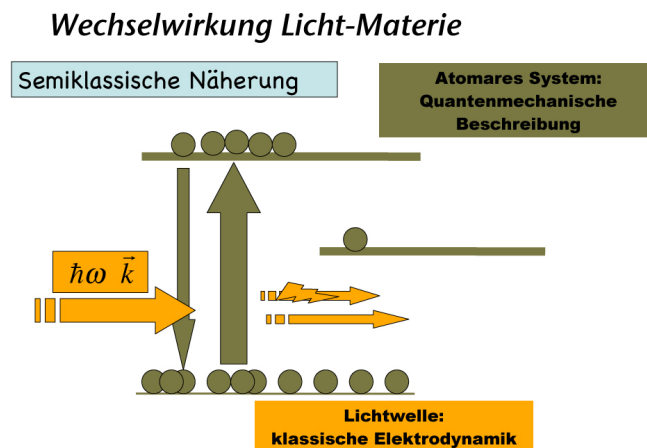 Wechselwirkung Licht-Materie
Semiklassische Näherung
Atomares System:
Quantenmechanische
Beschreibung
ħω k⃗
Lichtwelle:
klassische Elektrodynamik